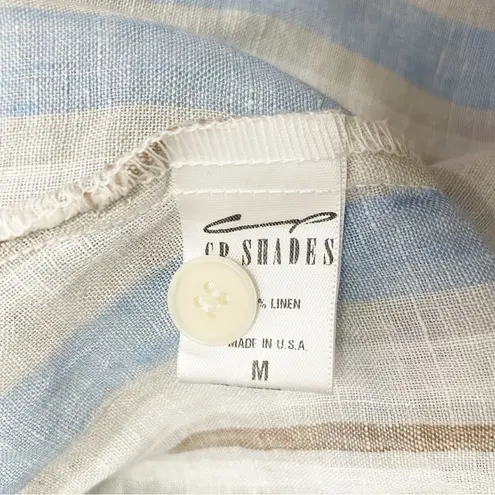 CP SHADES
% LINEN
MADE IN U.S.A.
M